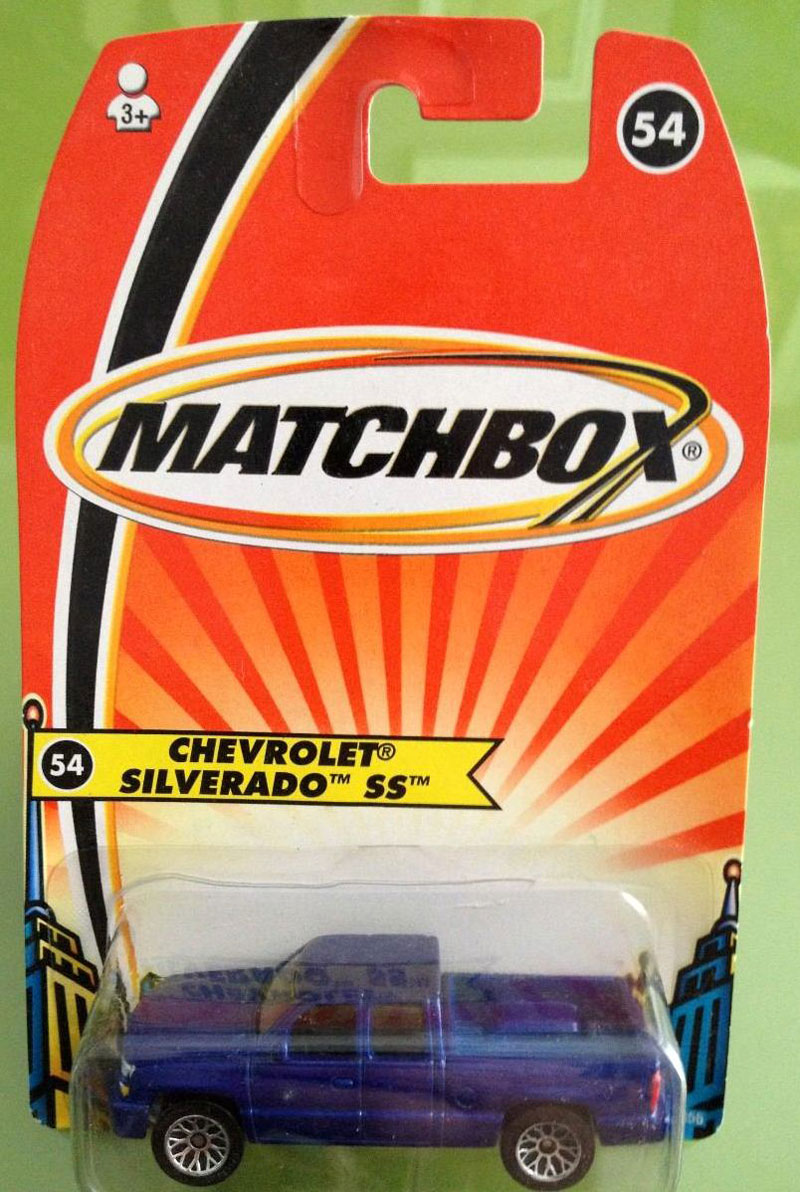 3+
54
MATCHBOX®
54
CHEVROLET®
SILVERADO™ SS™